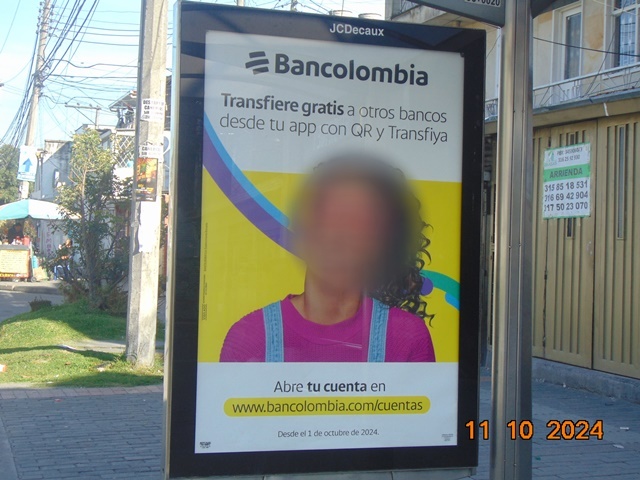 JCDecaux
Bancolombia
Transfiere gratis a otros bancos
desde tu app con QR y Transfiya
Abre tu cuenta en
www.bancolombia.com/cuentas
Desde el 1 de octubre de 2024.
ARRIENDA
315 85 18 531
316 69 42 904
317 50 23 070
11 10 2024